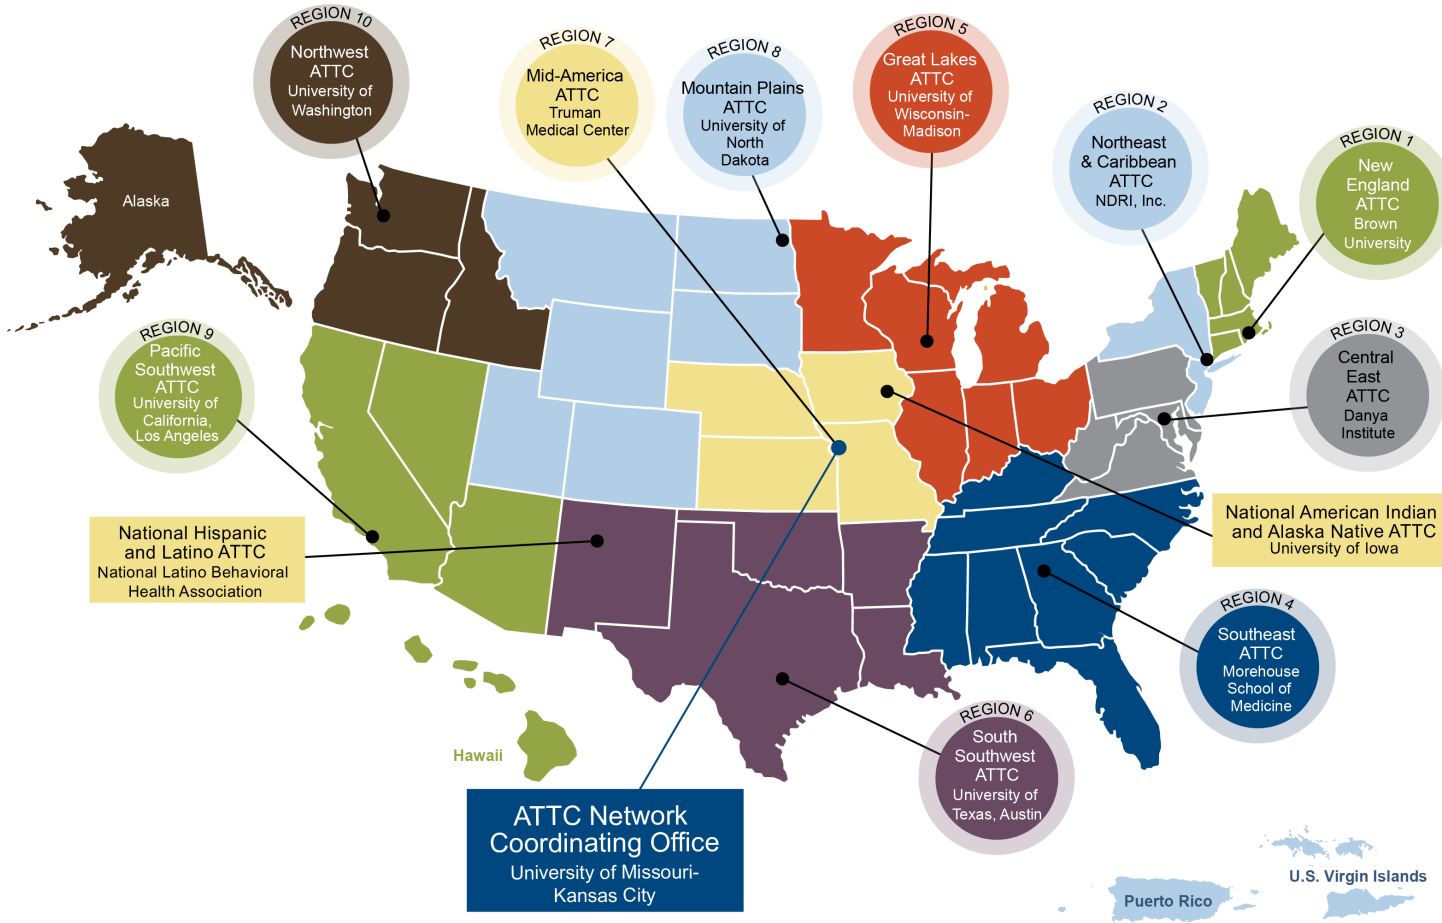 REGION 10
Northwest
ATTC
University of
Washington
REGION 7
Mid-America
ATTC
Truman
Medical Center
REGION 8
Mountain Plains
ATTC
University of
North
Dakota
REGION 5
Great Lakes
ATTC
University of
Wisconsin-
Madison
REGION 2
Northeast
& Caribbean
ATTC
NDRI, Inc.
REGION 1
New
England
ATTC
Brown
University
Alaska
REGION 9
Pacific
Southwest
ATTC
University of
California,
Los Angeles
REGION 3
Central
East
ATTC
Danya
Institute
National Hispanic
and Latino ATTC
National Latino Behavioral
Health Association
National American Indian
and Alaska Native ATTC
University of Iowa
REGION 4
Southeast
ATTC
Morehouse
School of
Medicine
REGION 6
South
Southwest
ATTC
University of
Texas, Austin
Hawaii
ATTC Network
Coordinating Office
University of Missouri-
Kansas City
U.S. Virgin Islands
Puerto Rico